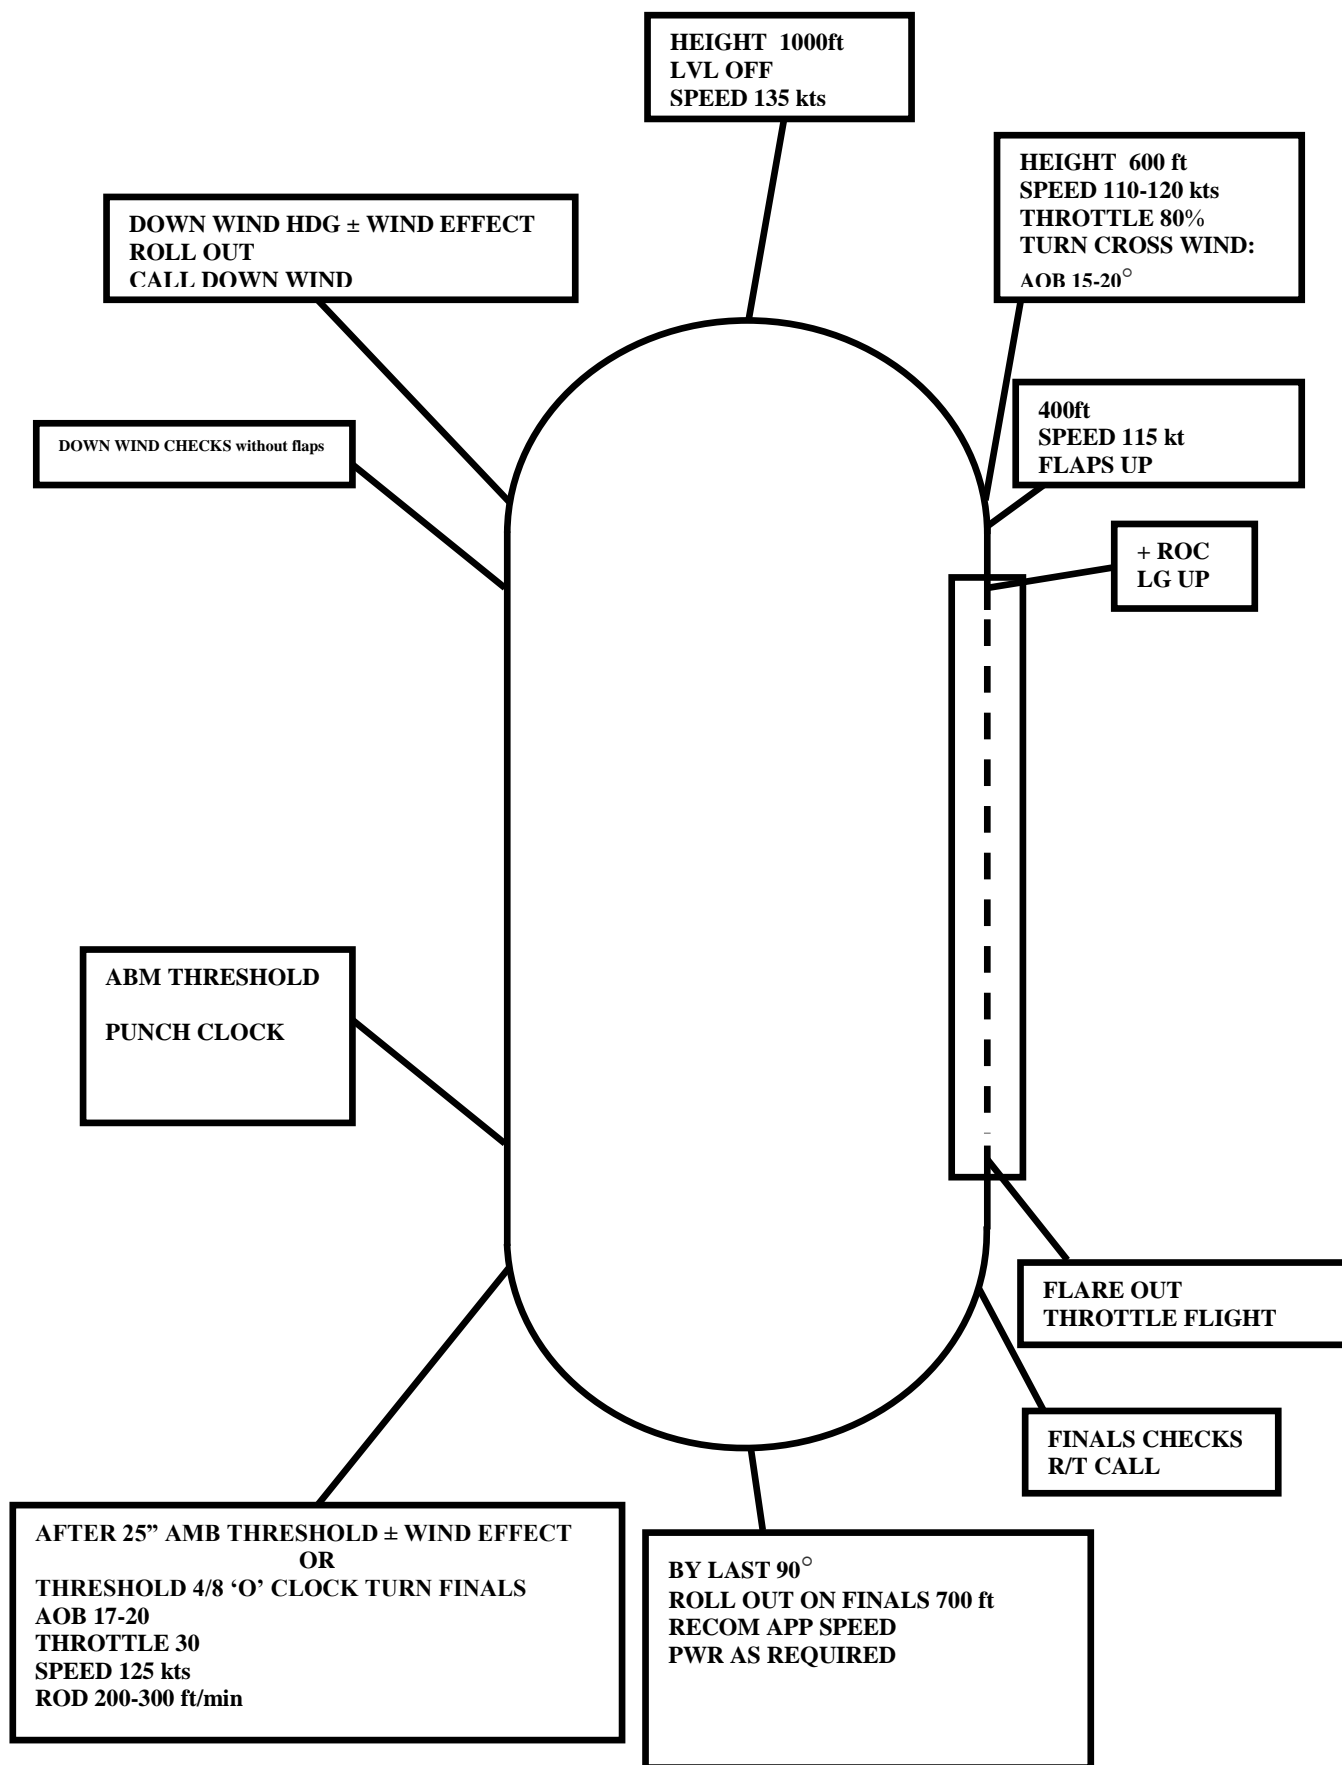 HEIGHT 1000ft
LVL OFF
SPEED 135 kts
HEIGHT 600 ft
SPEED 110-120 kts
THROTTLE 80%
TURN CROSS WIND:
AOB 15-20°
DOWN WIND HDG ± WIND EFFECT
ROLL OUT
CALL DOWN WIND
400ft
SPEED 115 kt
FLAPS UP
DOWN WIND CHECKS without flaps
+ ROC
LG UP
ABM THRESHOLD
PUNCH CLOCK
FLARE OUT
THROTTLE FLIGHT
FINALS CHECKS
R/T CALL
AFTER 25” AMB THRESHOLD ± WIND EFFECT
OR
THRESHOLD 4/8 ‘O’ CLOCK TURN FINALS
AOB 17-20
THROTTLE 30
SPEED 125 kts
ROD 200-300 ft/min
BY LAST 90°
ROLL OUT ON FINALS 700 ft
RECOM APP SPEED
PWR AS REQUIRED